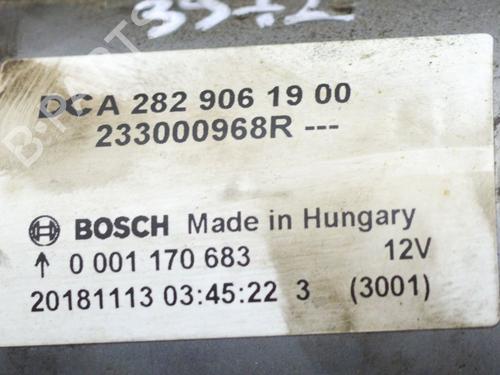 DCA 282 906 19 00
233000968R ---
BOSCH Made in Hungary
↑ 0 001 170 683 12V
20181113 03:45:22 3 (3001)